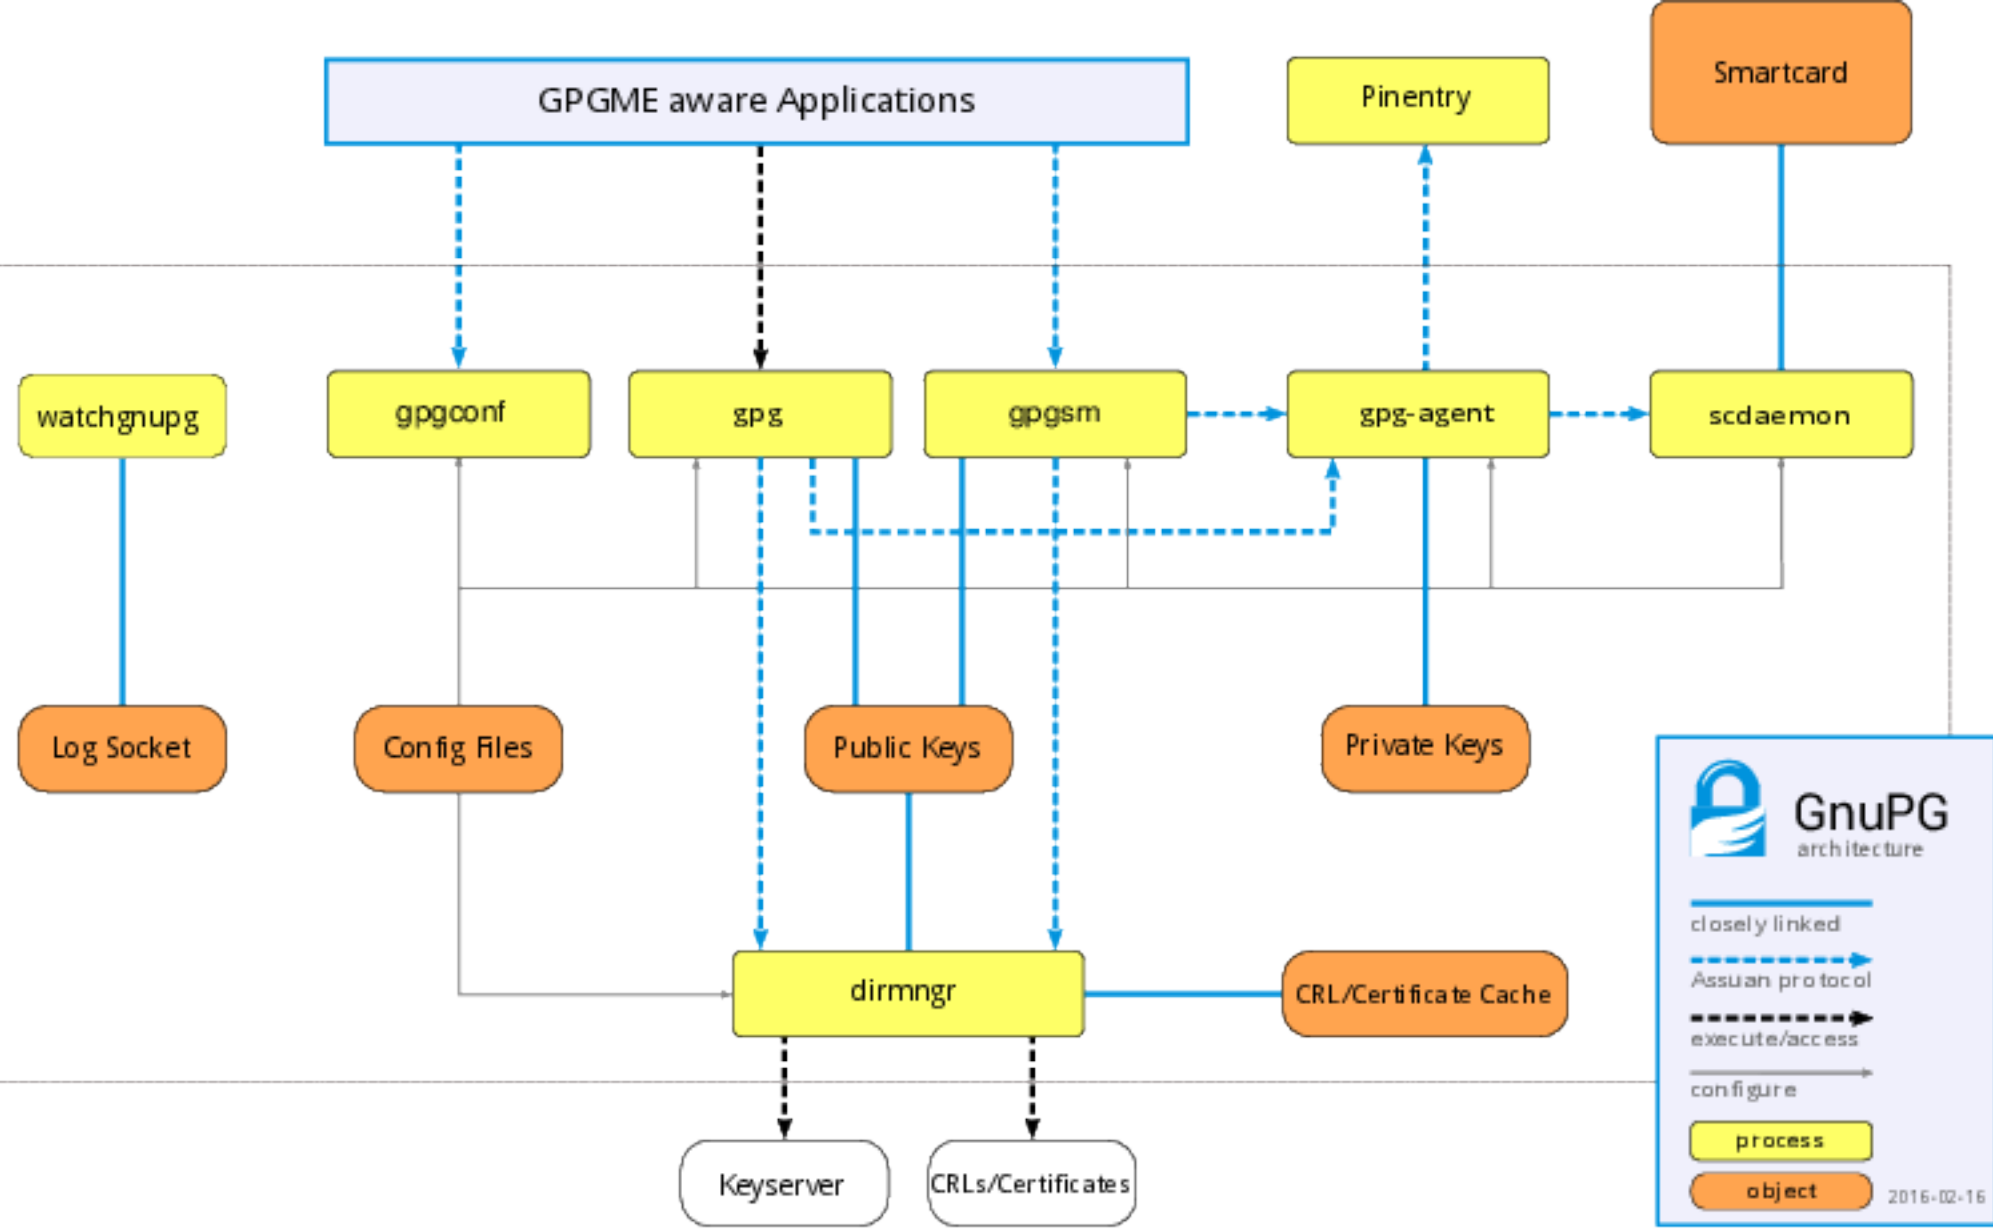 Smartcard
GPGME aware Applications
Pinentry
watchgnupg
gpgconf
gpg
gpgsm
gpg-agent
scdaemon
Log Socket
Config Files
Public Keys
Private Keys
GnuPG
architecture
closely linked
Assuan protocol
dirmngr
CRL/Certificate Cache
execute/access
configure
process
object
2016-02-16
Keyserver
CRLs/Certificates